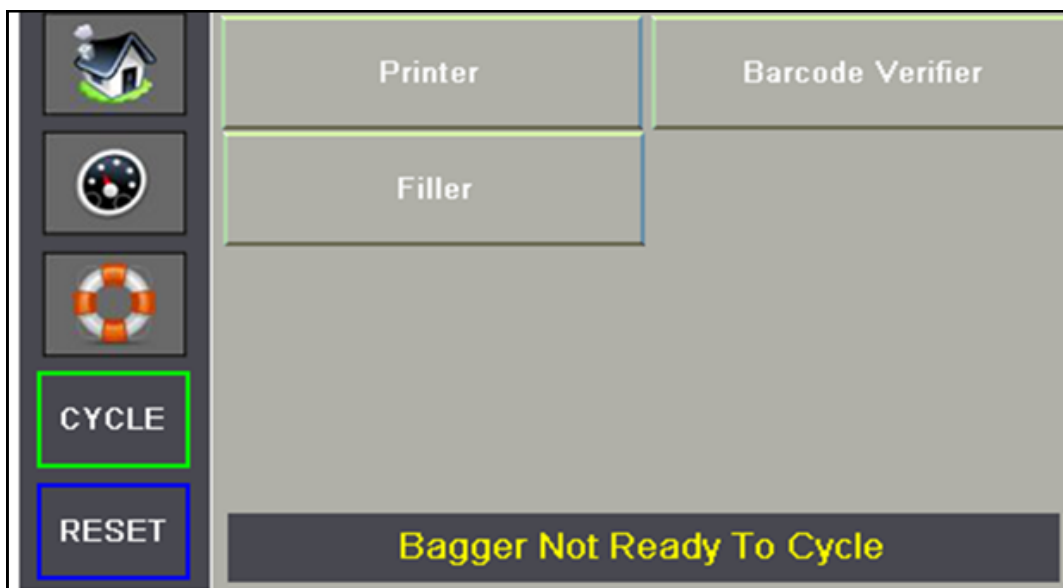 Printer
Barcode Verifier
Filler
CYCLE
RESET
Bagger Not Ready To Cycle